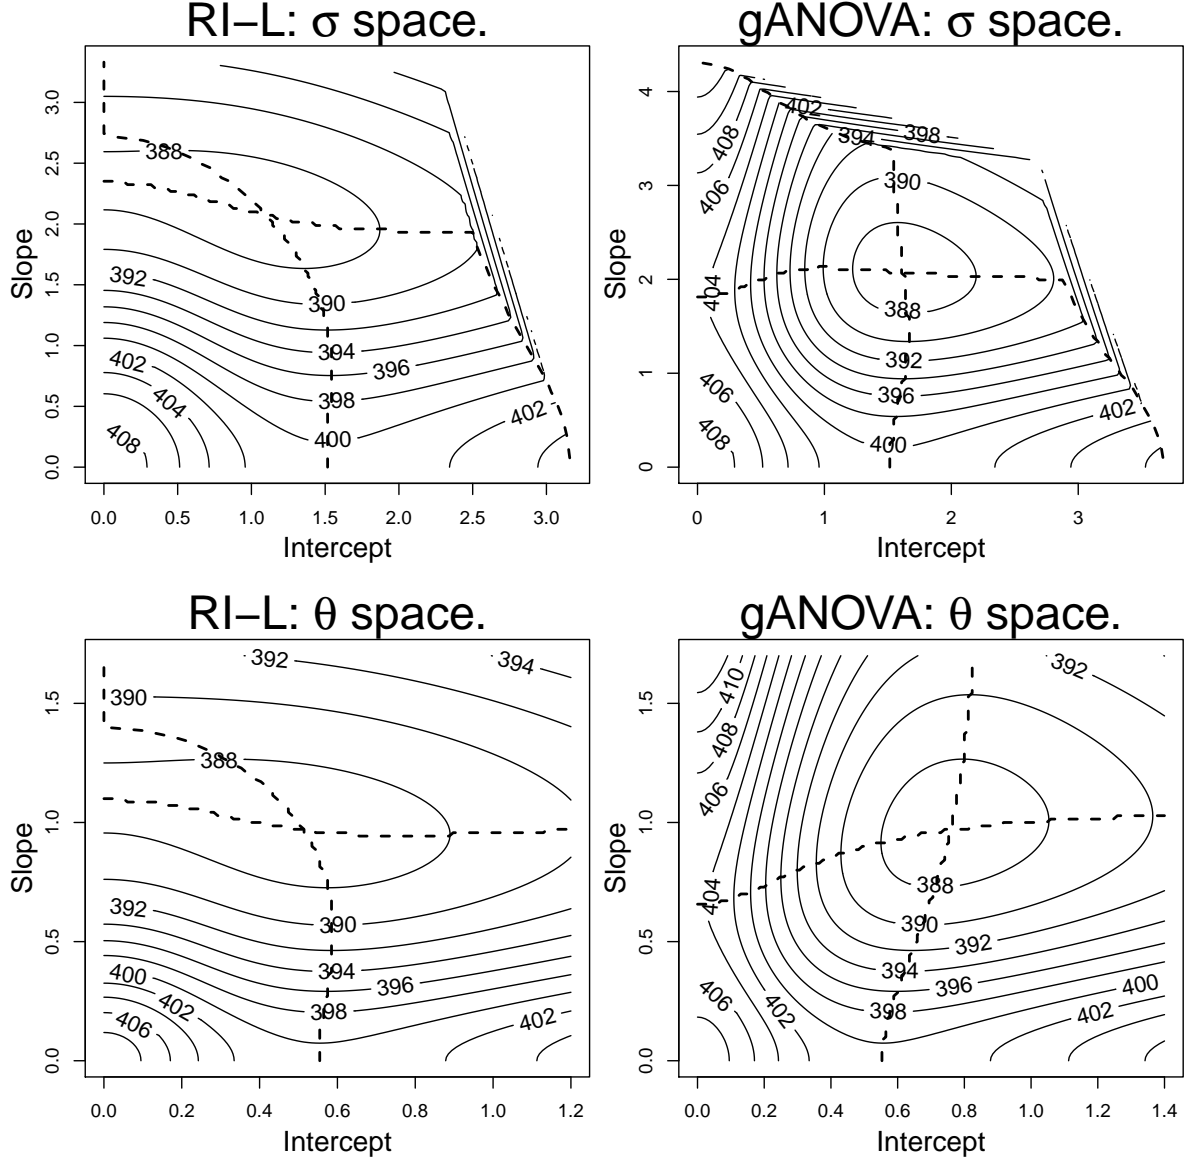 RI−L: σ space.
388
392
390
394
396
402
398
404
400
402
408
0.0 0.5 1.0 1.5 2.0 2.5 3.0
0.0 0.5 1.0 1.5 2.0 2.5 3.0
Intercept
Slope
gANOVA: σ space.
402
394
398
408
390
406
404
388
392
406
396
402
408
400
0 1 2 3 4
0 1 2 3
Intercept
Slope
RI−L: θ space.
392
394
390
388
392
390
394
400
396
402
398
406
402
0.0 0.5 1.0 1.5
0.0 0.2 0.4 0.6 0.8 1.0 1.2
Intercept
Slope
gANOVA: θ space.
410
392
408
406
404
388
390
392
394
396
400
406
402
398
402
0.0 0.5 1.0 1.5
0.0 0.2 0.4 0.6 0.8 1.0 1.2 1.4
Intercept
Slope